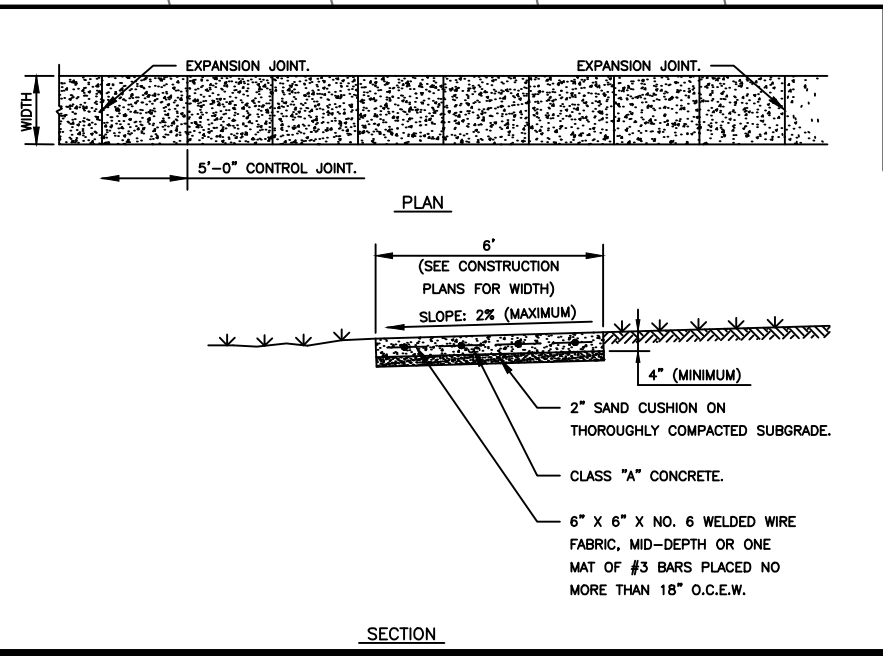 EXPANSION JOINT.
EXPANSION JOINT.
WIDTH
5'-0" CONTROL JOINT.
PLAN
6'
(SEE CONSTRUCTION
PLANS FOR WIDTH)
SLOPE: 2% (MAXIMUM)
4" (MINIMUM)
2" SAND CUSHION ON
THOROUGHLY COMPACTED SUBGRADE.
CLASS "A" CONCRETE.
6" X 6" X NO. 6 WELDED WIRE
FABRIC, MID-DEPTH OR ONE
MAT OF #3 BARS PLACED NO
MORE THAN 18" O.C.E.W.
SECTION